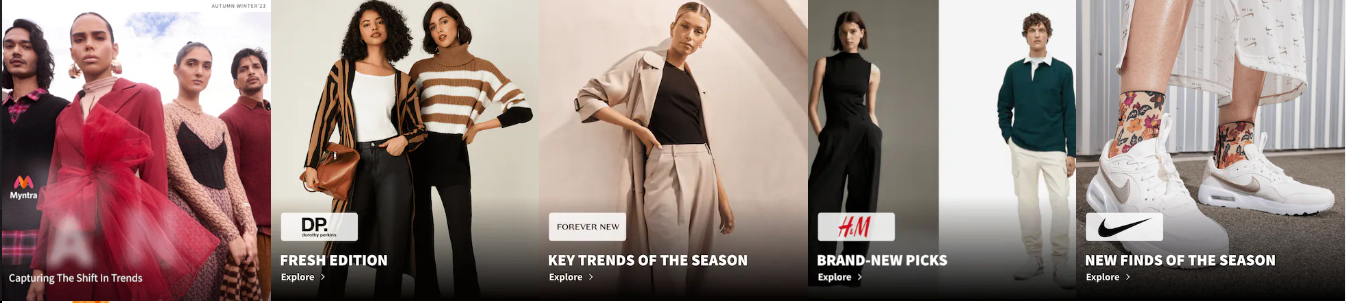 AUTUMN WINTER'23
Myntra
A
Capturing The Shift In Trends
DP.
dorothy perkins
FRESH EDITION
Explore >
FOREVER NEW
KEY TRENDS OF THE SEASON
Explore >
H&M
BRAND-NEW PICKS
Explore >
NEW FINDS OF THE SEASON
Explore >